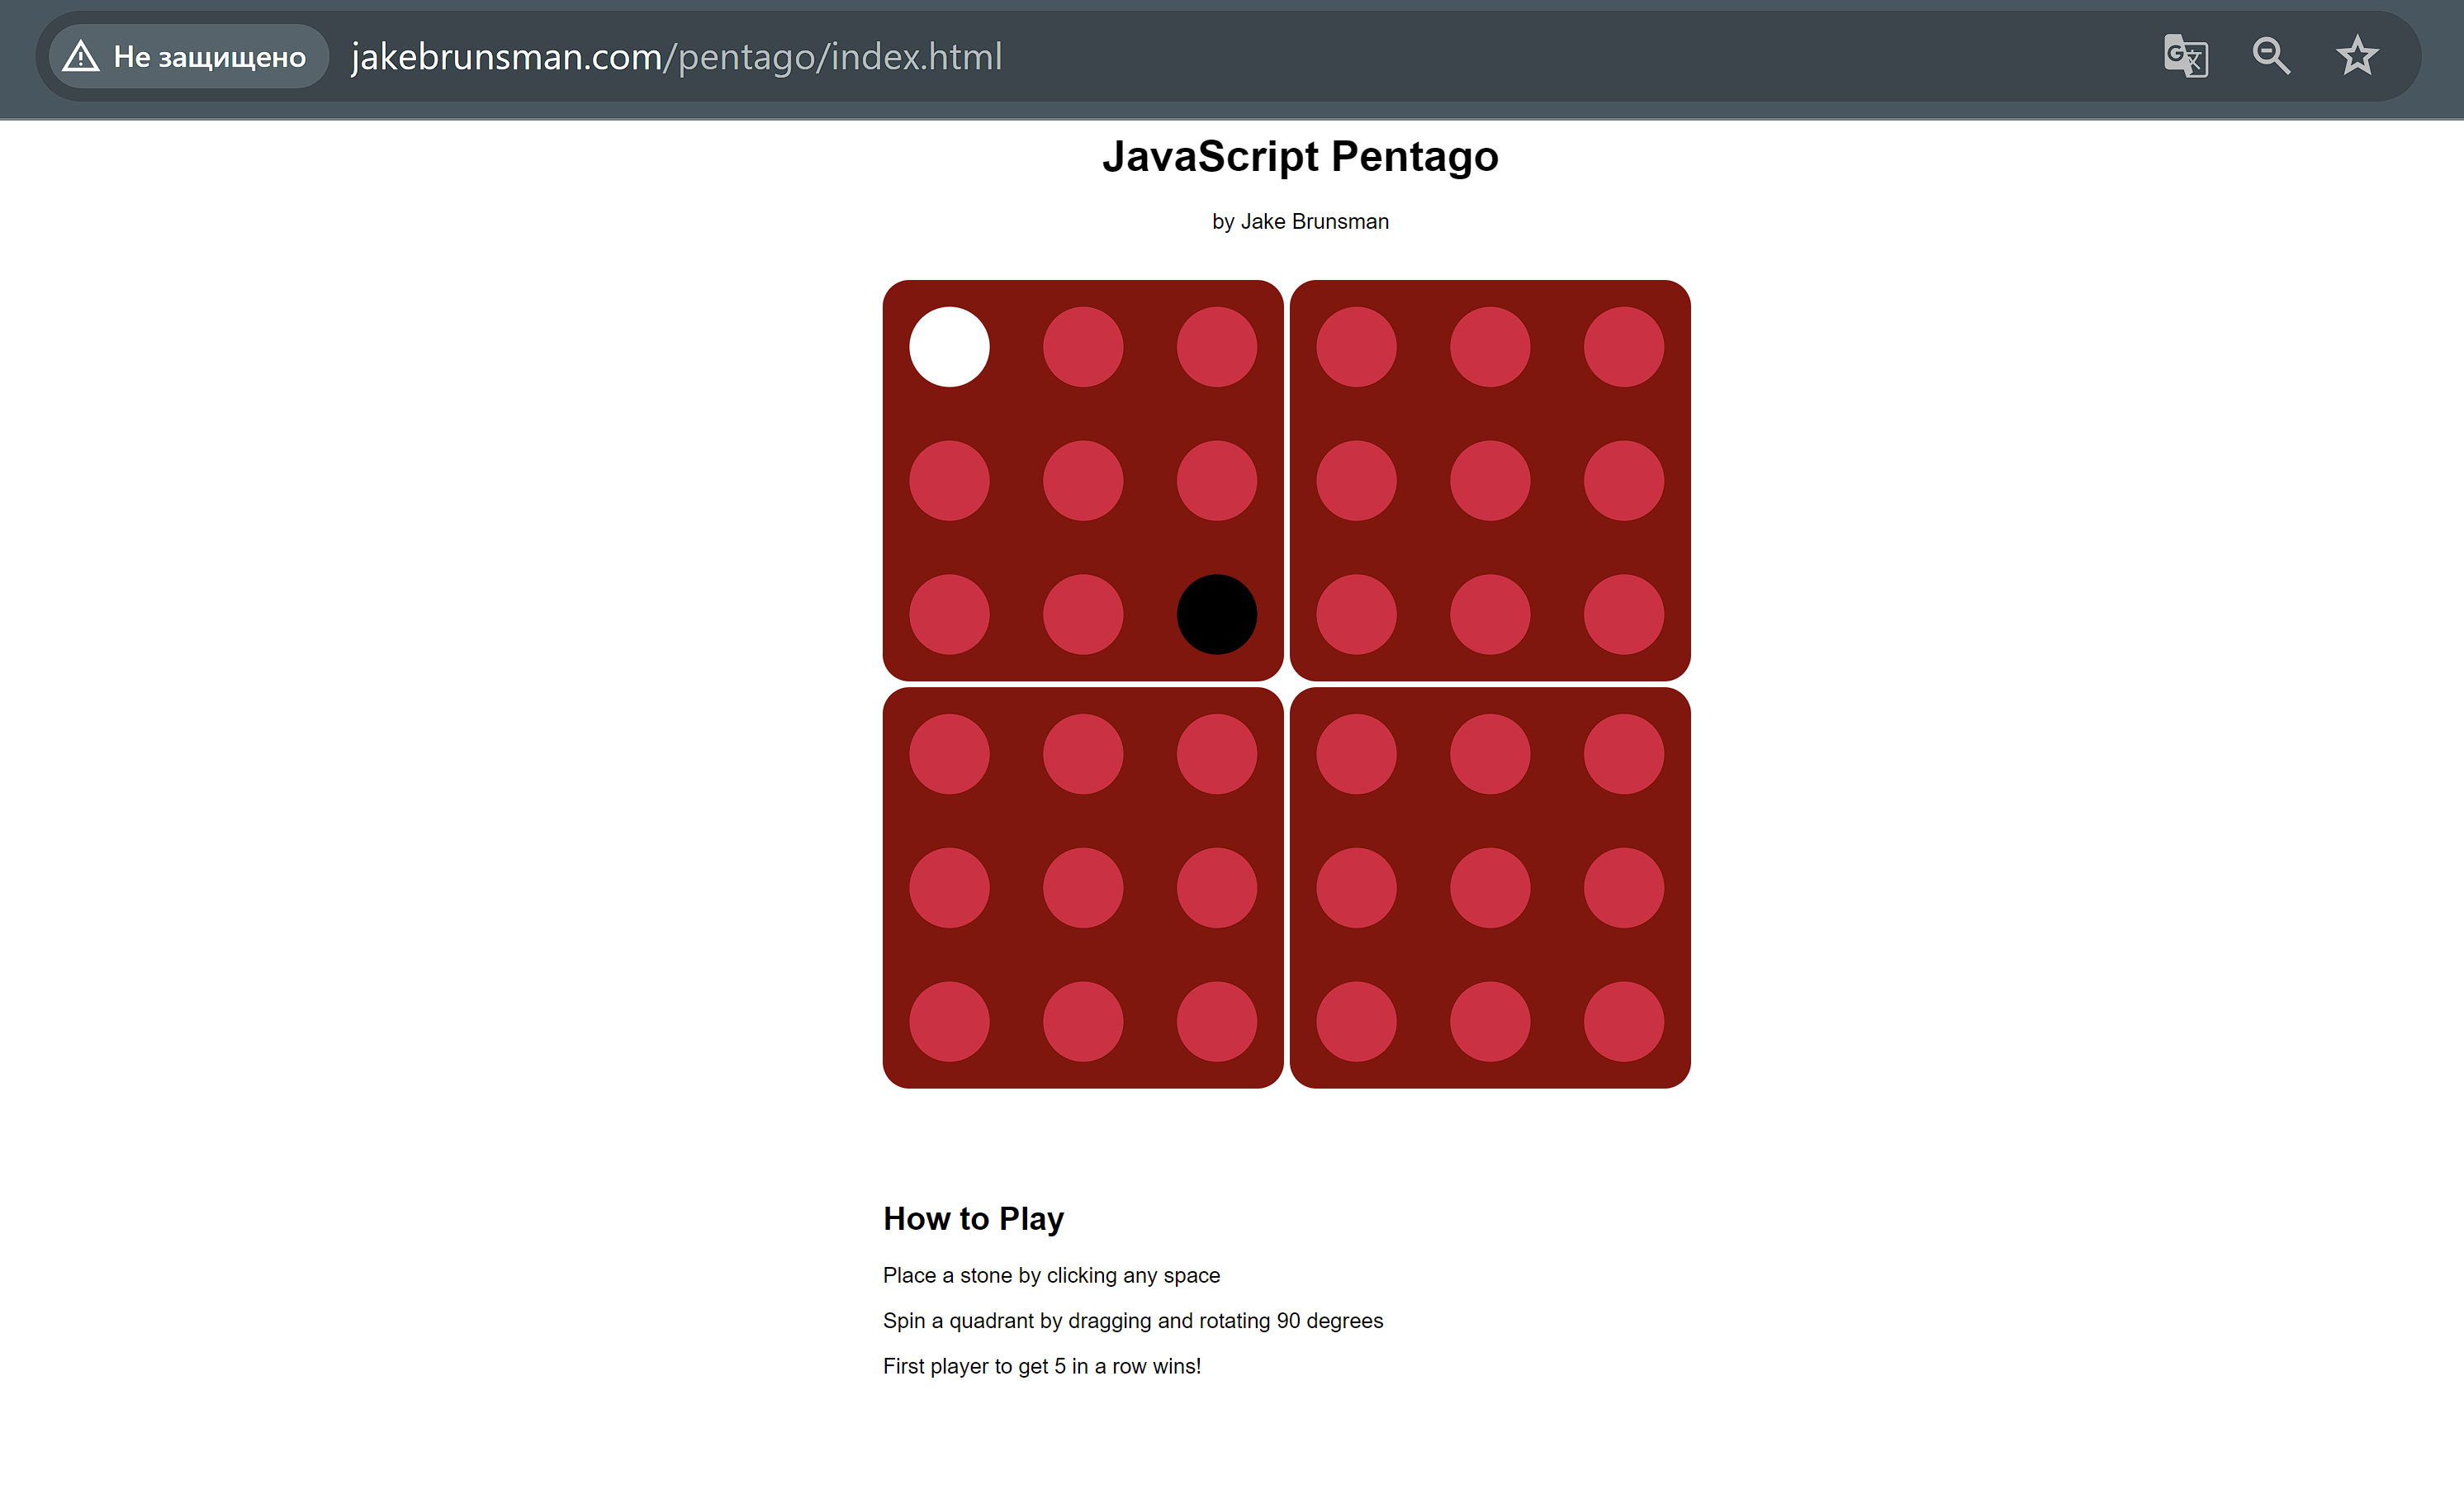 Не защищено jakebrunsman.com/pentago/index.html
JavaScript Pentago
by Jake Brunsman
How to Play
Place a stone by clicking any space
Spin a quadrant by dragging and rotating 90 degrees
First player to get 5 in a row wins!